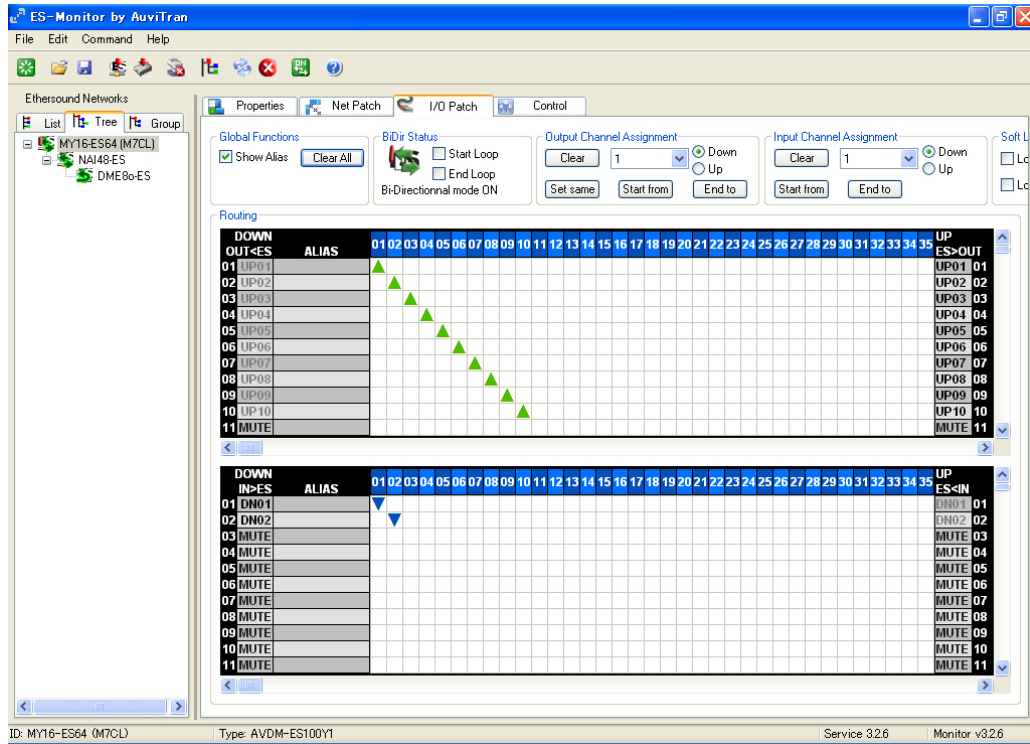 ES-Monitor by AuviTran
File Edit Command Help
Ethersound Networks
List Tree Group
MY16-ES64 (M7CL)
NAI48-ES
DME8o-ES
Properties Net Patch I/O Patch Control
Global Functions
Show Alias Clear All
BiDir Status
Start Loop
End Loop
Bi-Directionnal mode ON
Output Channel Assignment
Clear 1 Down
Up
Set same Start from End to
Input Channel Assignment
Clear 1 Down
Up
Start from End to
Soft L
Lo
Lo
Routing
DOWN UP
OUT<ES ALIAS 01 02 03 04 05 06 07 08 09 10 11 12 13 14 15 16 17 18 19 20 21 22 23 24 25 26 27 28 29 30 31 32 33 34 35 ES>OUT
01 UP01 UP01 01
02 UP02 UP02 02
03 UP03 UP03 03
04 UP04 UP04 04
05 UP05 UP05 05
06 UP06 UP06 06
07 UP07 UP07 07
08 UP08 UP08 08
09 UP09 UP09 09
10 UP10 UP10 10
11 MUTE MUTE 11
DOWN UP
IN>ES ALIAS 01 02 03 04 05 06 07 08 09 10 11 12 13 14 15 16 17 18 19 20 21 22 23 24 25 26 27 28 29 30 31 32 33 34 35 ES<IN
01 DN01 DN01 01
02 DN02 DN02 02
03 MUTE MUTE 03
04 MUTE MUTE 04
05 MUTE MUTE 05
06 MUTE MUTE 06
07 MUTE MUTE 07
08 MUTE MUTE 08
09 MUTE MUTE 09
10 MUTE MUTE 10
11 MUTE MUTE 11
ID: MY16-ES64 (M7CL) Type: AVDM-ES100Y1 Service 3.2.6 Monitor v3.2.6